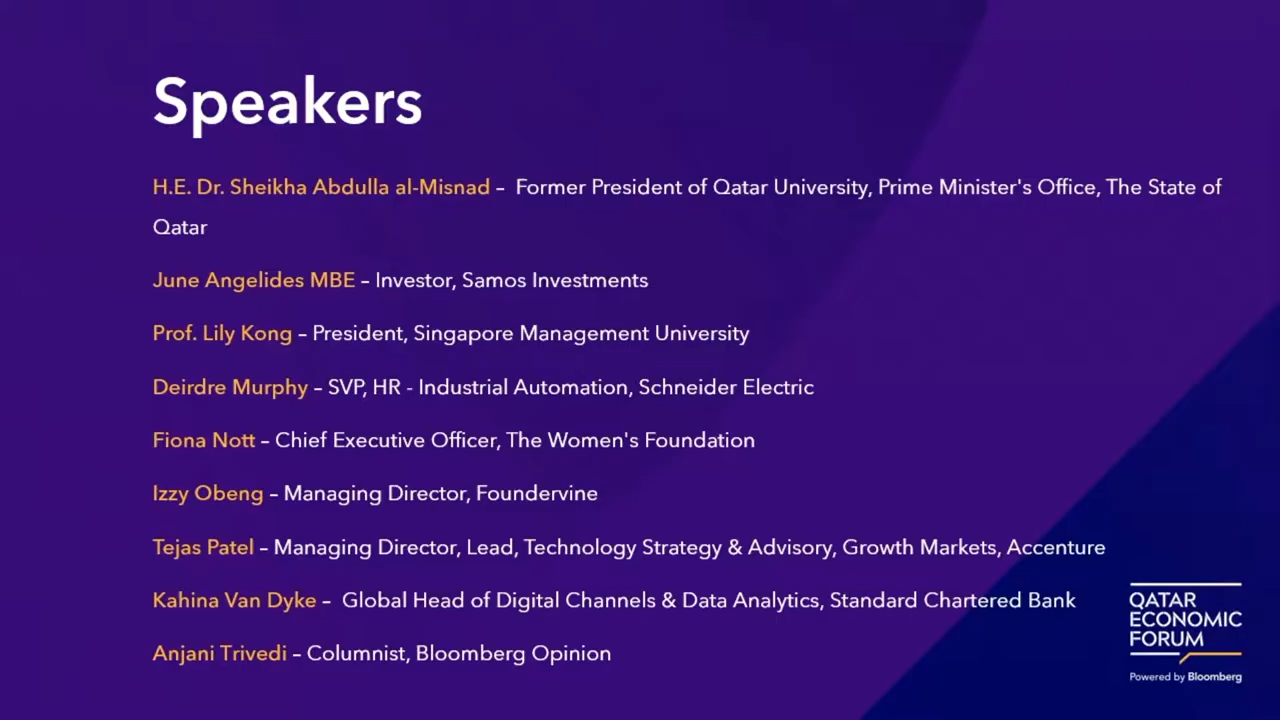 Speakers
H.E. Dr. Sheikha Abdulla al-Misnad – Former President of Qatar University, Prime Minister's Office, The State of
Qatar
June Angelides MBE – Investor, Samos Investments
Prof. Lily Kong – President, Singapore Management University
Deirdre Murphy – SVP, HR - Industrial Automation, Schneider Electric
Fiona Nott – Chief Executive Officer, The Women's Foundation
Izzy Obeng – Managing Director, Foundervine
Tejas Patel – Managing Director, Lead, Technology Strategy & Advisory, Growth Markets, Accenture
Kahina Van Dyke – Global Head of Digital Channels & Data Analytics, Standard Chartered Bank
Anjani Trivedi – Columnist, Bloomberg Opinion
QATAR
ECONOMIC
FORUM
Powered by Bloomberg